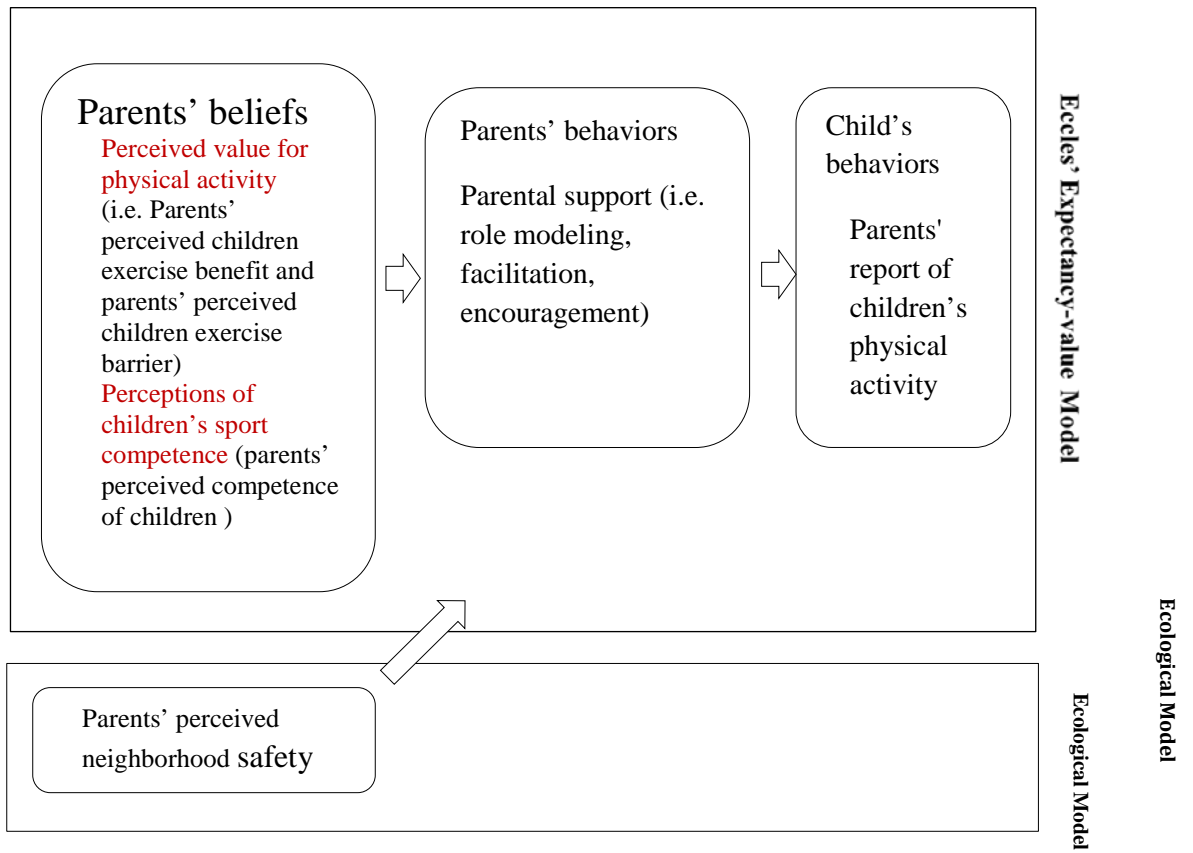 Parents’ beliefs
Perceived value for
physical activity
(i.e. Parents’
perceived children
exercise benefit and
parents’ perceived
children exercise
barrier)
Perceptions of
children’s sport
competence (parents’
perceived competence
of children )
Parents’ behaviors
Parental support (i.e.
role modeling,
facilitation,
encouragement)
Child’s
behaviors
Parents'
report of
children’s
physical
activity
Eccles’ Expectancy-value Model
Parents’ perceived
neighborhood safety
Ecological Model
Ecological Model